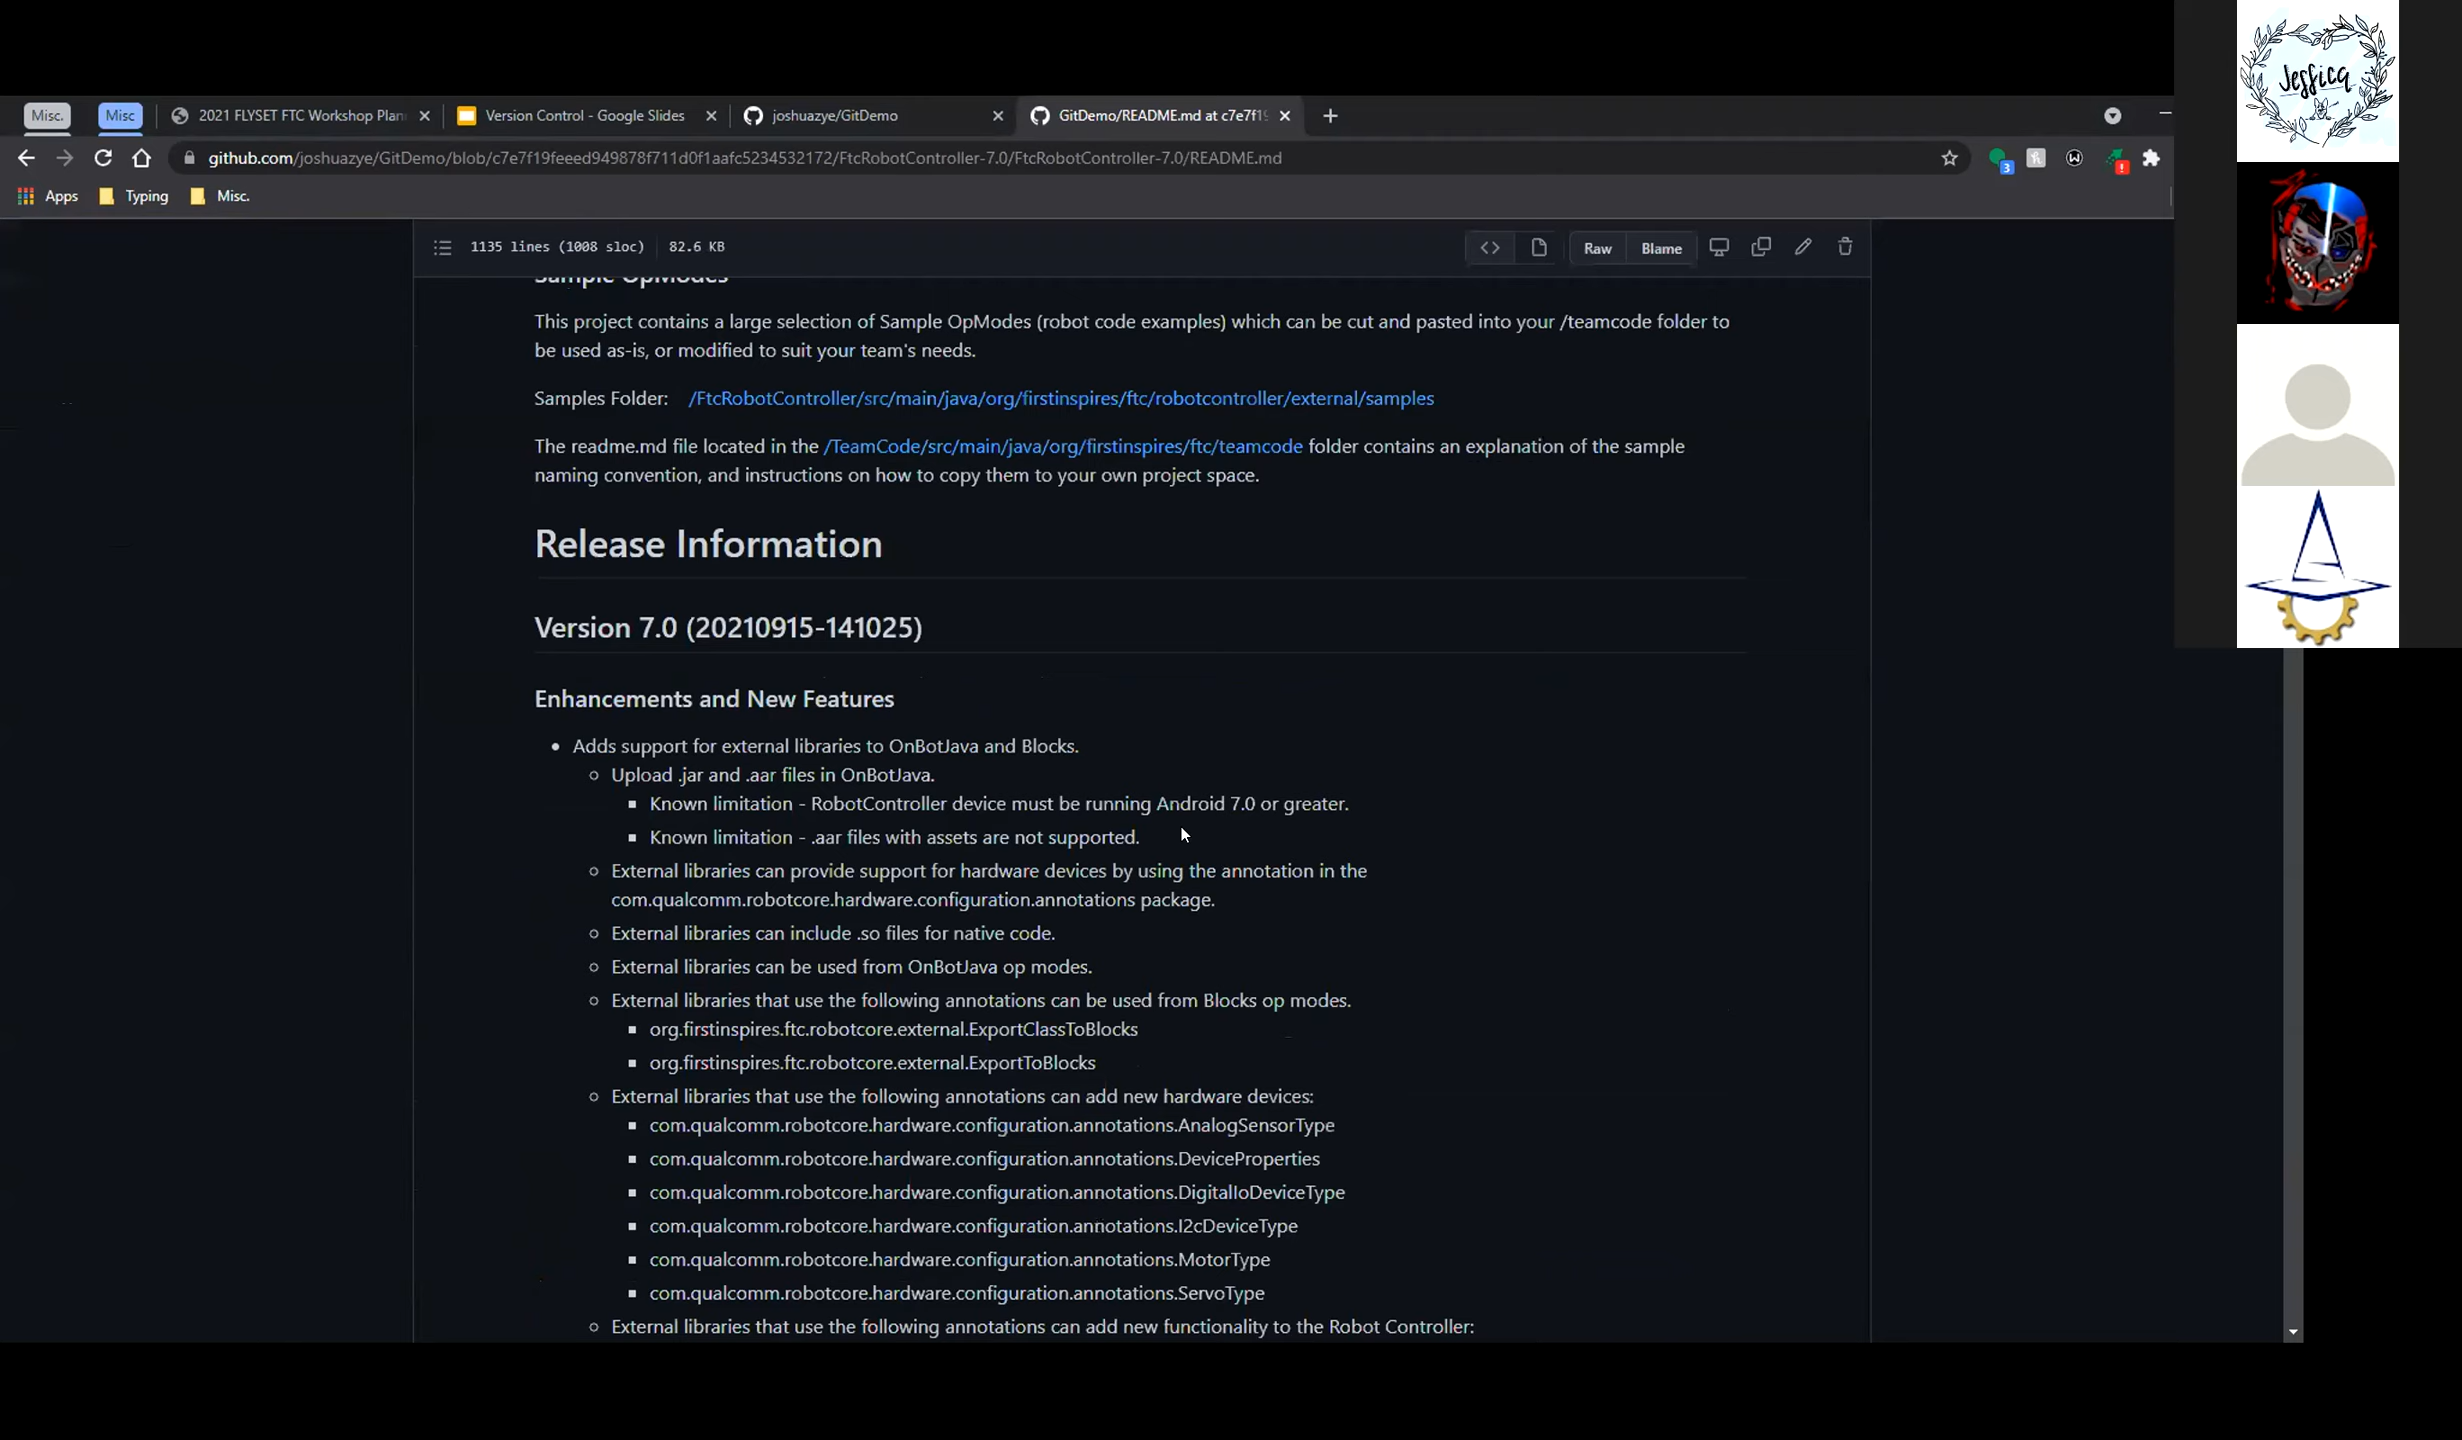 Jessica
Misc.
Misc
2021 FLYSET FTC Workshop Plan
Version Control - Google Slides
joshuazye/GitDemo
GitDemo/README.md at c7e7f19
github.com/joshuazye/GitDemo/blob/c7e7f19feeed949878f711d0f1aafc5234532172/FtcRobotController-7.0/FtcRobotController-7.0/README.md
3
Apps
Typing
Misc.
1135 lines (1008 sloc)
82.6 KB
Raw
Blame
Sample OpModes
This project contains a large selection of Sample OpModes (robot code examples) which can be cut and pasted into your /teamcode folder to
be used as-is, or modified to suit your team's needs.
Samples Folder: /FtcRobotController/src/main/java/org/firstinspires/ftc/robotcontroller/external/samples
The readme.md file located in the /TeamCode/src/main/java/org/firstinspires/ftc/teamcode folder contains an explanation of the sample
naming convention, and instructions on how to copy them to your own project space.
Release Information
Version 7.0 (20210915-141025)
Enhancements and New Features
• Adds support for external libraries to OnBotJava and Blocks.
◦ Upload .jar and .aar files in OnBotJava.
▪ Known limitation - RobotController device must be running Android 7.0 or greater.
▪ Known limitation - .aar files with assets are not supported.
◦ External libraries can provide support for hardware devices by using the annotation in the
com.qualcomm.robotcore.hardware.configuration.annotations package.
◦ External libraries can include .so files for native code.
◦ External libraries can be used from OnBotJava op modes.
◦ External libraries that use the following annotations can be used from Blocks op modes.
▪ org.firstinspires.ftc.robotcore.external.ExportClassToBlocks
▪ org.firstinspires.ftc.robotcore.external.ExportToBlocks
◦ External libraries that use the following annotations can add new hardware devices:
▪ com.qualcomm.robotcore.hardware.configuration.annotations.AnalogSensorType
▪ com.qualcomm.robotcore.hardware.configuration.annotations.DeviceProperties
▪ com.qualcomm.robotcore.hardware.configuration.annotations.DigitalIoDeviceType
▪ com.qualcomm.robotcore.hardware.configuration.annotations.I2cDeviceType
▪ com.qualcomm.robotcore.hardware.configuration.annotations.MotorType
▪ com.qualcomm.robotcore.hardware.configuration.annotations.ServoType
◦ External libraries that use the following annotations can add new functionality to the Robot Controller: